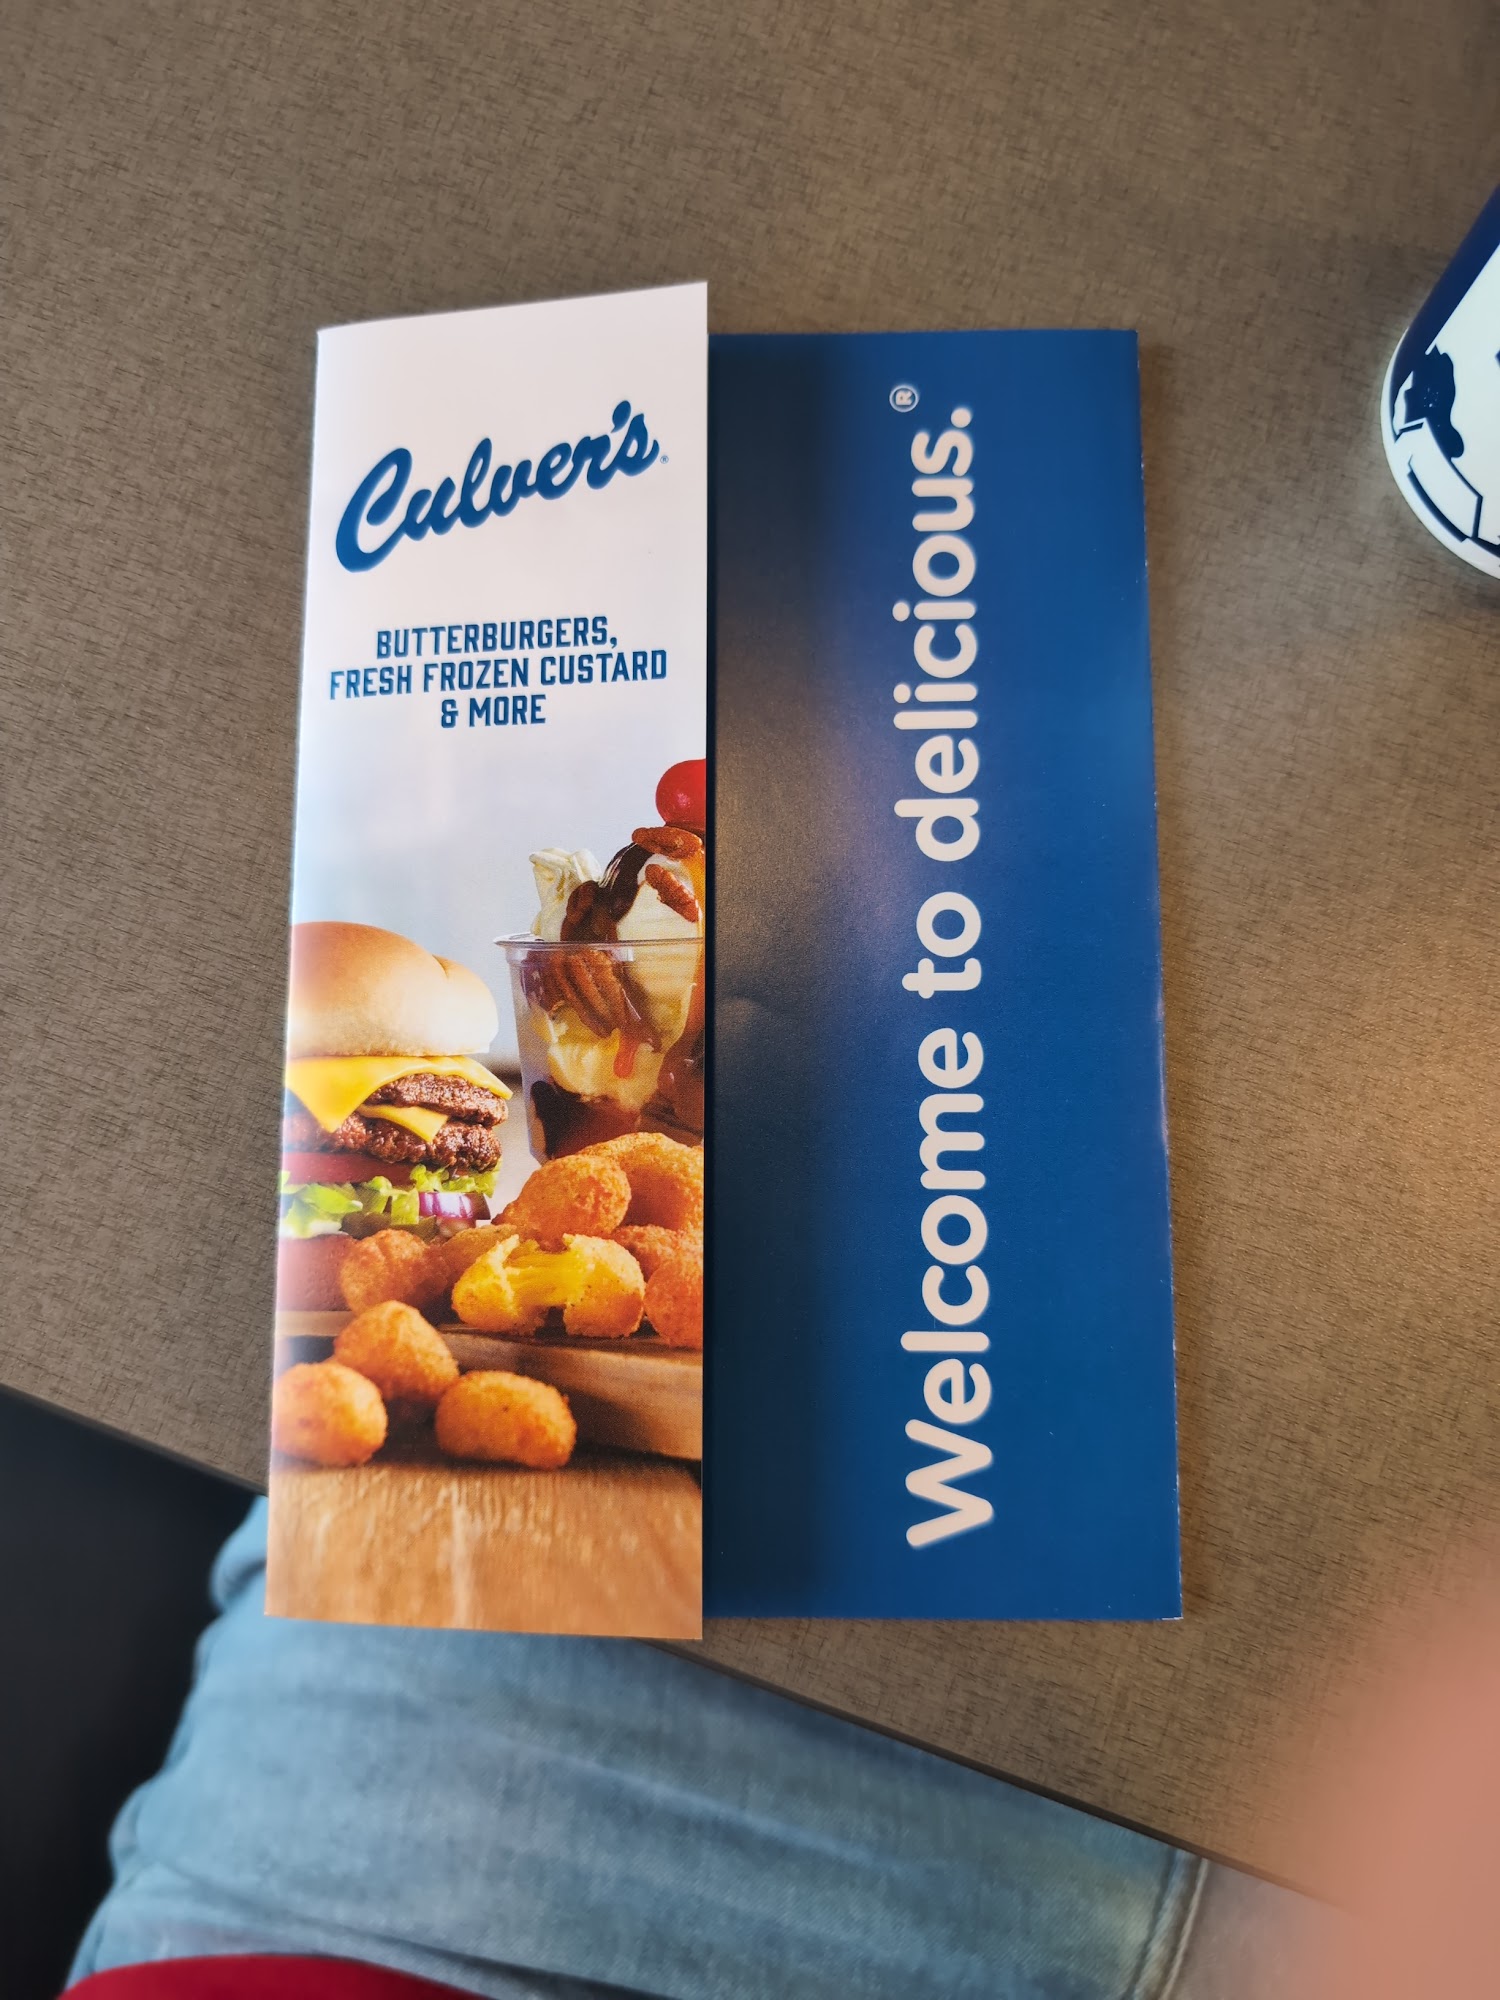 Culver's®
BUTTERBURGERS,
FRESH FROZEN CUSTARD
& MORE
Welcome to delicious.®